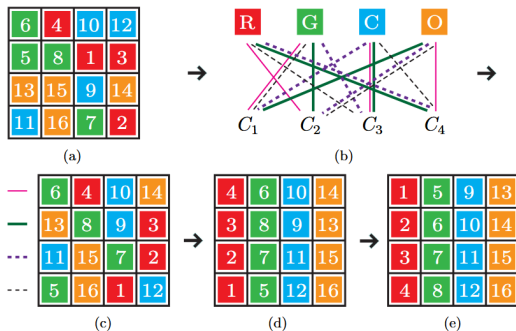 6 4 10 12
5 8 1 3
13 15 9 14
11 16 7 2
(a)
R G C O
C1 C2 C3 C4
(b)
6 4 10 14
13 8 9 3
11 15 7 2
5 16 1 12
(c)
4 6 10 14
3 8 9 13
2 7 11 15
1 5 12 16
(d)
1 5 9 13
2 6 10 14
3 7 11 15
4 8 12 16
(e)